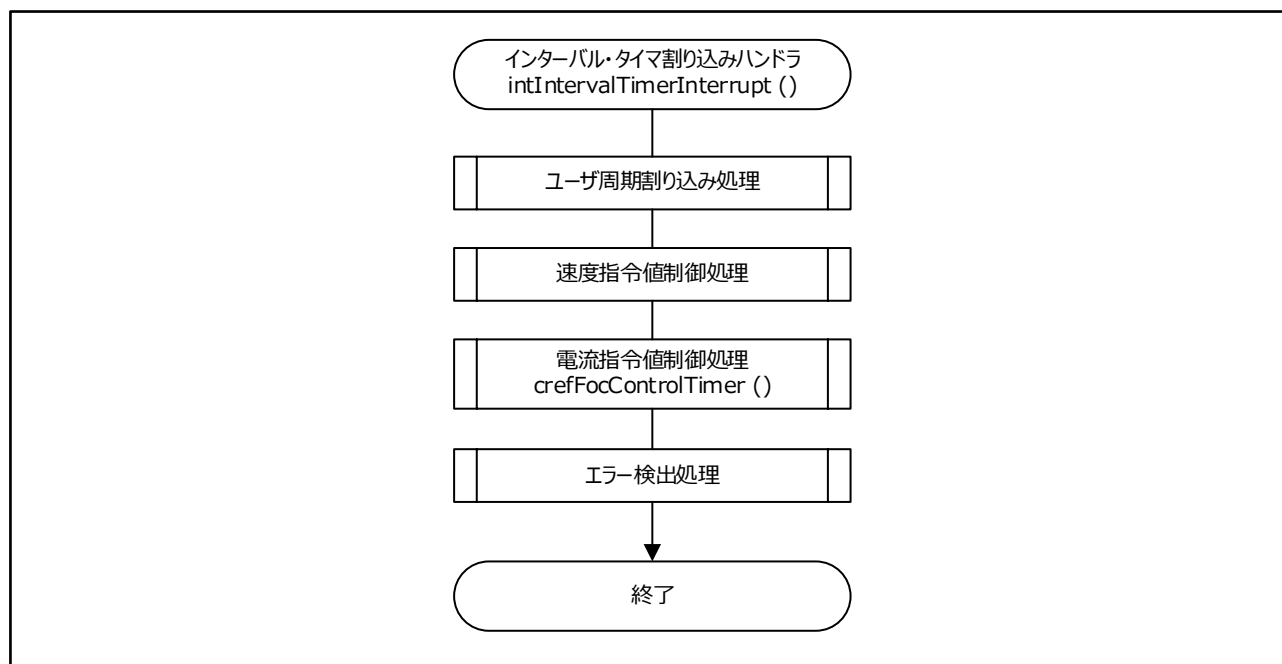 インターバル・タイマ割り込みハンドラ
intIntervalTimerInterrupt ()
ユーザ周期割り込み処理
速度指令値制御処理
電流指令値制御処理
crefFocControlTimer ()
エラー検出処理
終了